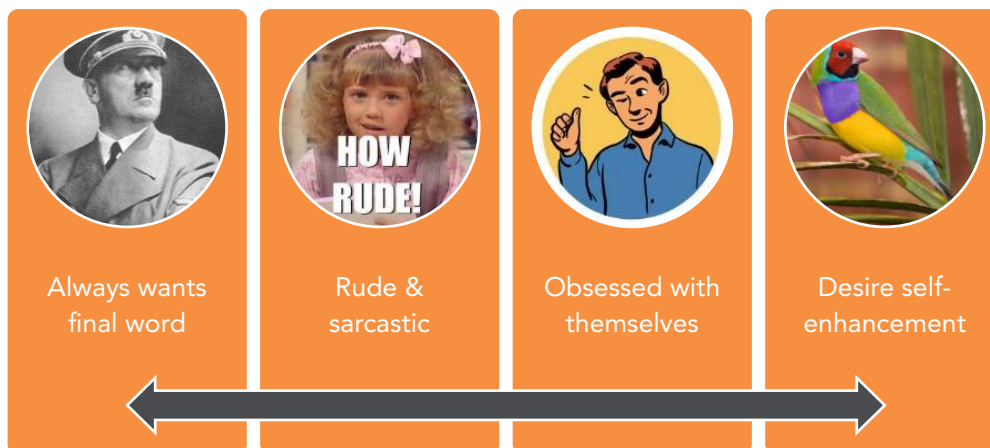 HOW
RUDE!
Always wants
final word
Rude &
sarcastic
Obsessed with
themselves
Desire self-
enhancement